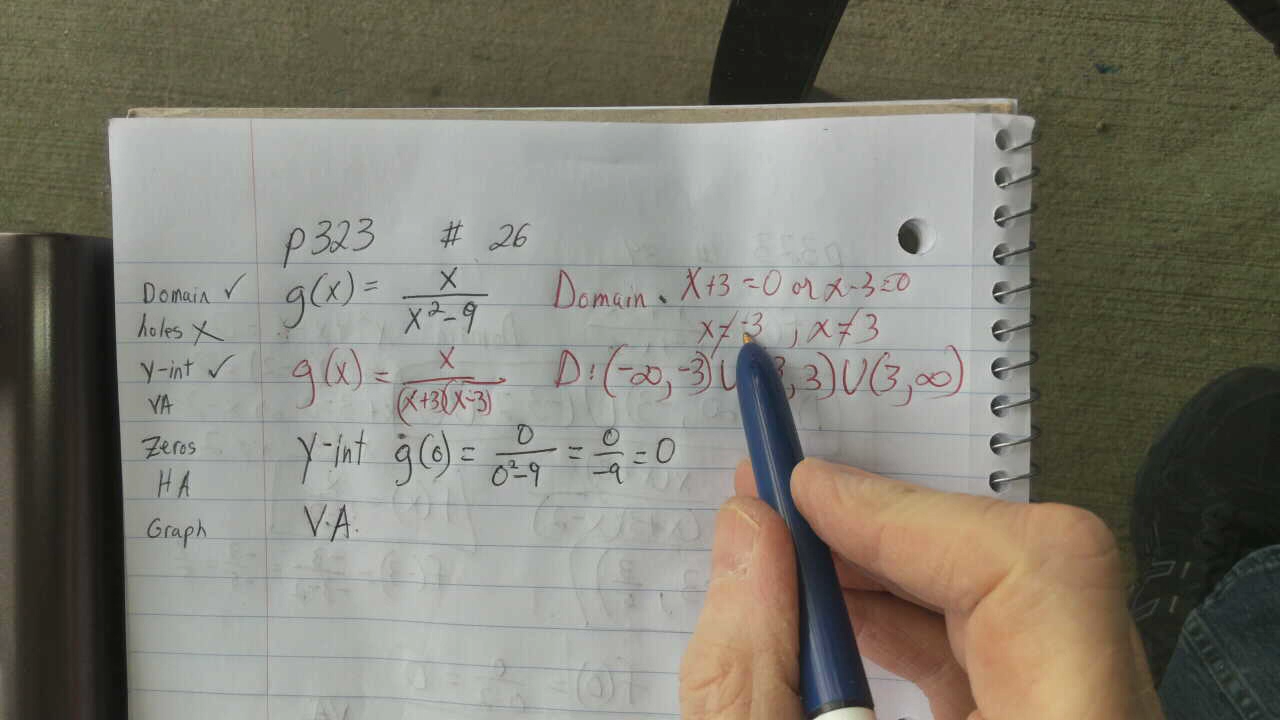 p323 # 26
Domain ✓
holes X
y-int ✓
VA
Zeros
HA
Graph
g(x) = x / x²-9
g(x) = x / (x+3)(x-3)
Domain. x+3=0 or x-3=0
x≠-3, x≠3
D: (-∞,-3)U 3,3)U(3,∞)
Y-int g(0) = 0 / 0²-9 = 0 / -9 = 0
V.A.